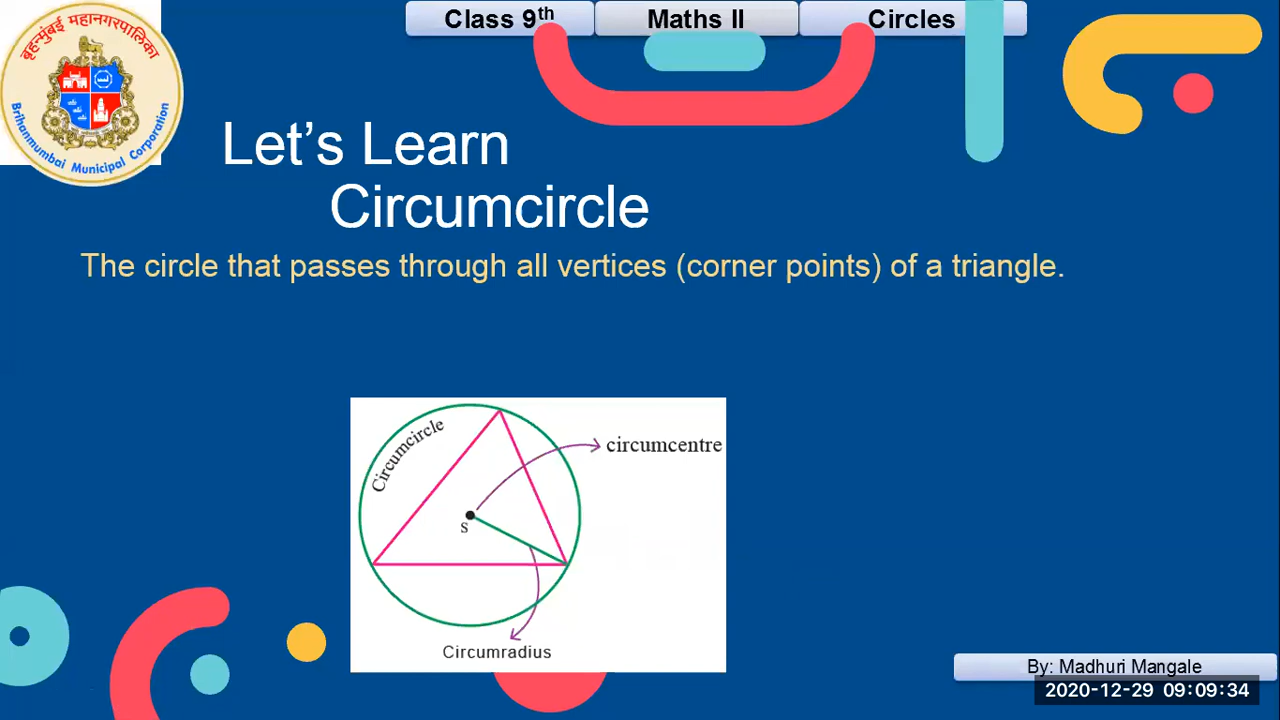 बृहन्मुंबई महानगरपालिका
Brihanmumbai Municipal Corporation
Class 9th
Maths II
Circles
Let’s Learn
Circumcircle
The circle that passes through all vertices (corner points) of a triangle.
Circumcircle
circumcentre
s
Circumradius
By: Madhuri Mangale
2020-12-29 09:09:34